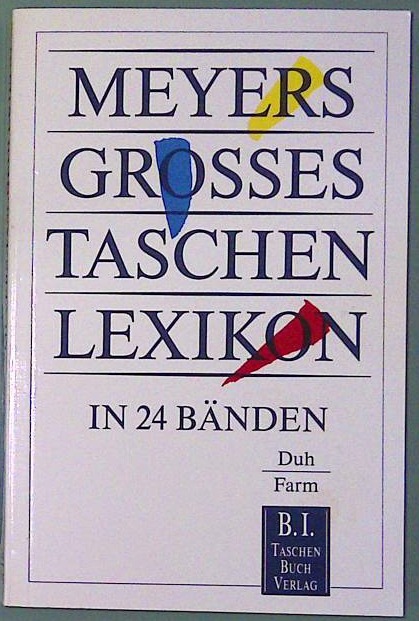 MEYERS
GROSSES
TASCHEN
LEXIKON
IN 24 BÄNDEN
Duh
Farm
B.I.
TASCHEN
BUCH
VERLAG